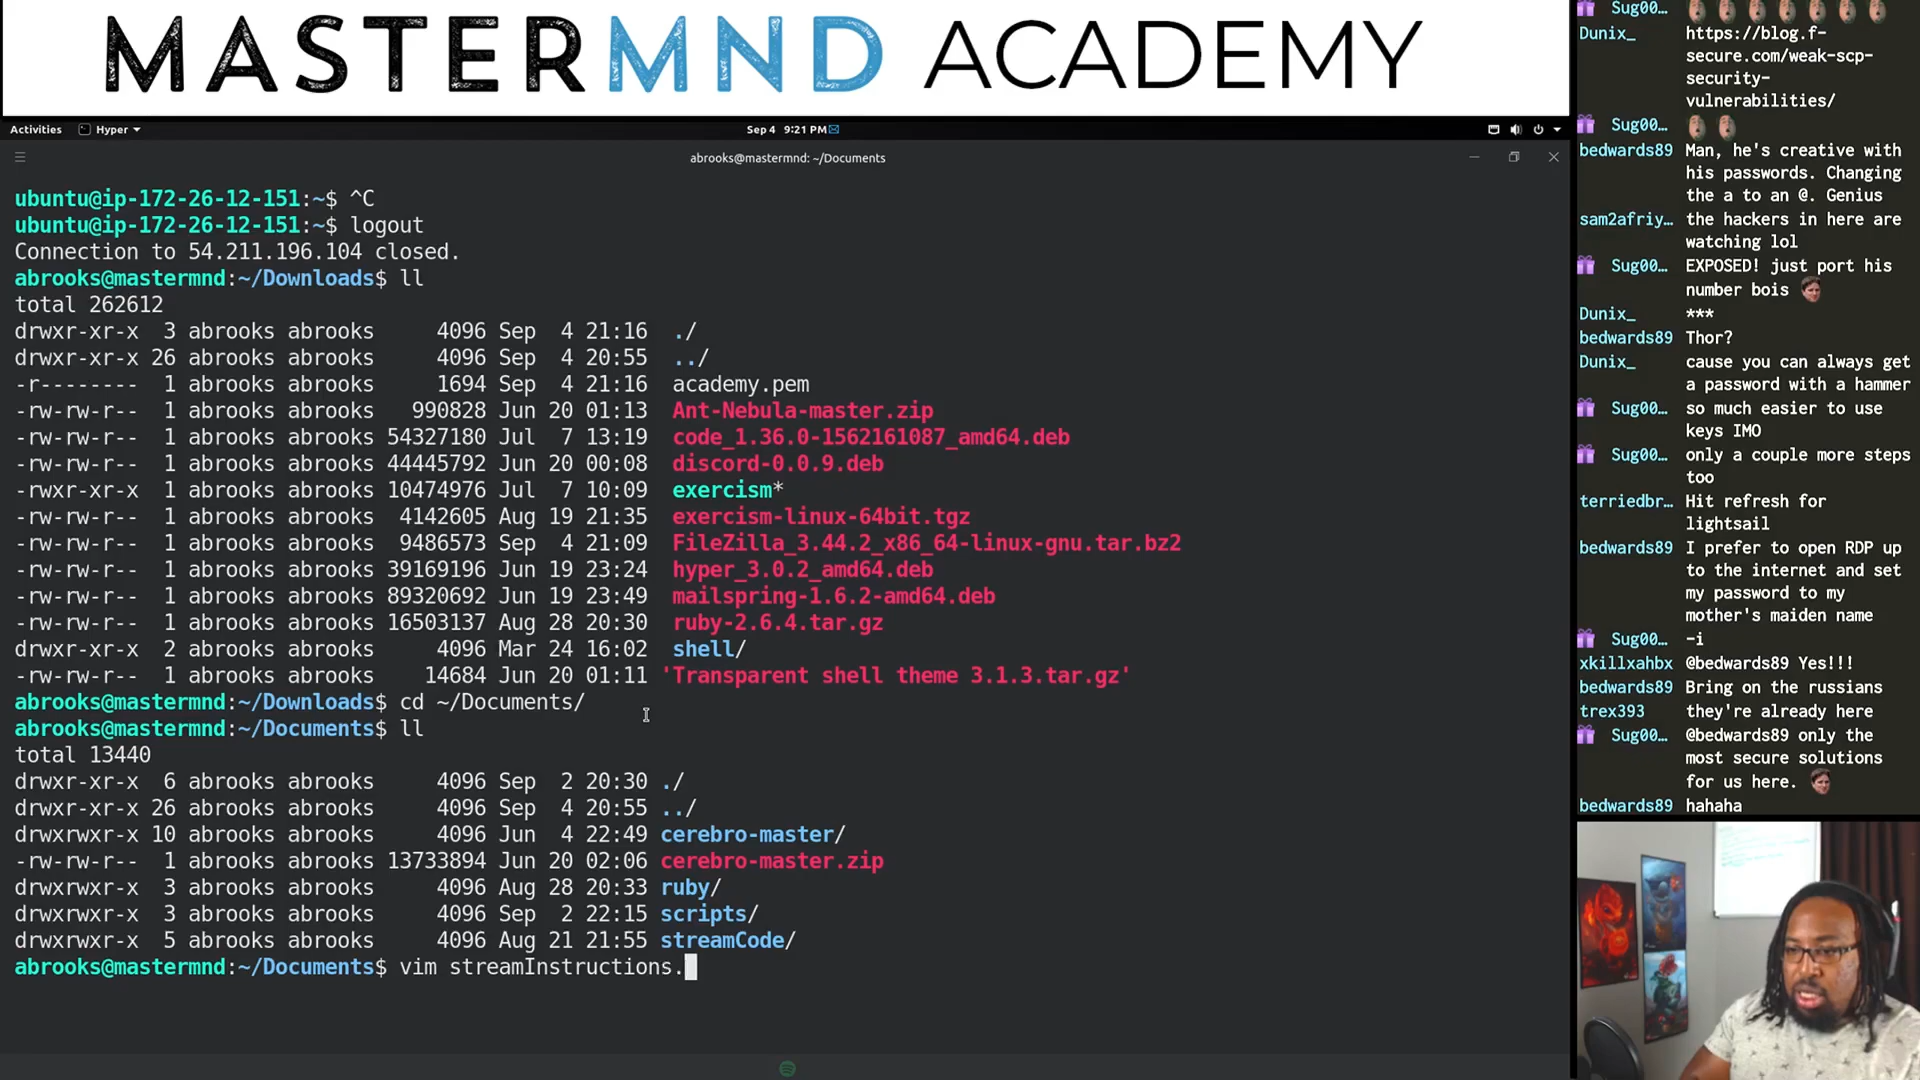 MASTERMND ACADEMY
Activities Hyper Sep 4 9:21 PM
abrooks@mastermnd: ~/Documents
ubuntu@ip-172-26-12-151:~$ ^C
ubuntu@ip-172-26-12-151:~$ logout
Connection to 54.211.196.104 closed.
abrooks@mastermnd:~/Downloads$ ll
total 262612
drwxr-xr-x 3 abrooks abrooks 4096 Sep 4 21:16 ./
drwxr-xr-x 26 abrooks abrooks 4096 Sep 4 20:55 ../
-r-------- 1 abrooks abrooks 1694 Sep 4 21:16 academy.pem
-rw-rw-r-- 1 abrooks abrooks 990828 Jun 20 01:13 Ant-Nebula-master.zip
-rw-rw-r-- 1 abrooks abrooks 54327180 Jul 7 13:19 code_1.36.0-1562161087_amd64.deb
-rw-rw-r-- 1 abrooks abrooks 44445792 Jun 20 00:08 discord-0.0.9.deb
-rwxr-xr-x 1 abrooks abrooks 10474976 Jul 7 10:09 exercism*
-rw-rw-r-- 1 abrooks abrooks 4142605 Aug 19 21:35 exercism-linux-64bit.tgz
-rw-rw-r-- 1 abrooks abrooks 9486573 Sep 4 21:09 FileZilla_3.44.2_x86_64-linux-gnu.tar.bz2
-rw-rw-r-- 1 abrooks abrooks 39169196 Jun 19 23:24 hyper_3.0.2_amd64.deb
-rw-rw-r-- 1 abrooks abrooks 89320692 Jun 19 23:49 mailspring-1.6.2-amd64.deb
-rw-rw-r-- 1 abrooks abrooks 16503137 Aug 28 20:30 ruby-2.6.4.tar.gz
drwxr-xr-x 2 abrooks abrooks 4096 Mar 24 16:02 shell/
-rw-rw-r-- 1 abrooks abrooks 14684 Jun 20 01:11 'Transparent shell theme 3.1.3.tar.gz'
abrooks@mastermnd:~/Downloads$ cd ~/Documents/
abrooks@mastermnd:~/Documents$ ll
total 13440
drwxr-xr-x 6 abrooks abrooks 4096 Sep 2 20:30 ./
drwxr-xr-x 26 abrooks abrooks 4096 Sep 4 20:55 ../
drwxrwxr-x 10 abrooks abrooks 4096 Jun 4 22:49 cerebro-master/
-rw-rw-r-- 1 abrooks abrooks 13733894 Jun 20 02:06 cerebro-master.zip
drwxrwxr-x 3 abrooks abrooks 4096 Aug 28 20:33 ruby/
drwxrwxr-x 3 abrooks abrooks 4096 Sep 2 22:15 scripts/
drwxrwxr-x 5 abrooks abrooks 4096 Aug 21 21:55 streamCode/
abrooks@mastermnd:~/Documents$ vim streamInstructions.
Sug00…
Dunix_ https://blog.f-
secure.com/weak-scp-
security-
vulnerabilities/
Sug00…
bedwards89 Man, he's creative with
his passwords. Changing
the a to an @. Genius
sam2afriy… the hackers in here are
watching lol
Sug00… EXPOSED! just port his
number bois
Dunix_ ***
bedwards89 Thor?
Dunix_ cause you can always get
a password with a hammer
Sug00… so much easier to use
keys IMO
Sug00… only a couple more steps
too
terriedbr… Hit refresh for
lightsail
bedwards89 I prefer to open RDP up
to the internet and set
my password to my
mother's maiden name
Sug00… -i
xkillxahbx @bedwards89 Yes!!!
bedwards89 Bring on the russians
trex393 they're already here
Sug00… @bedwards89 only the
most secure solutions
for us here.
bedwards89 hahaha